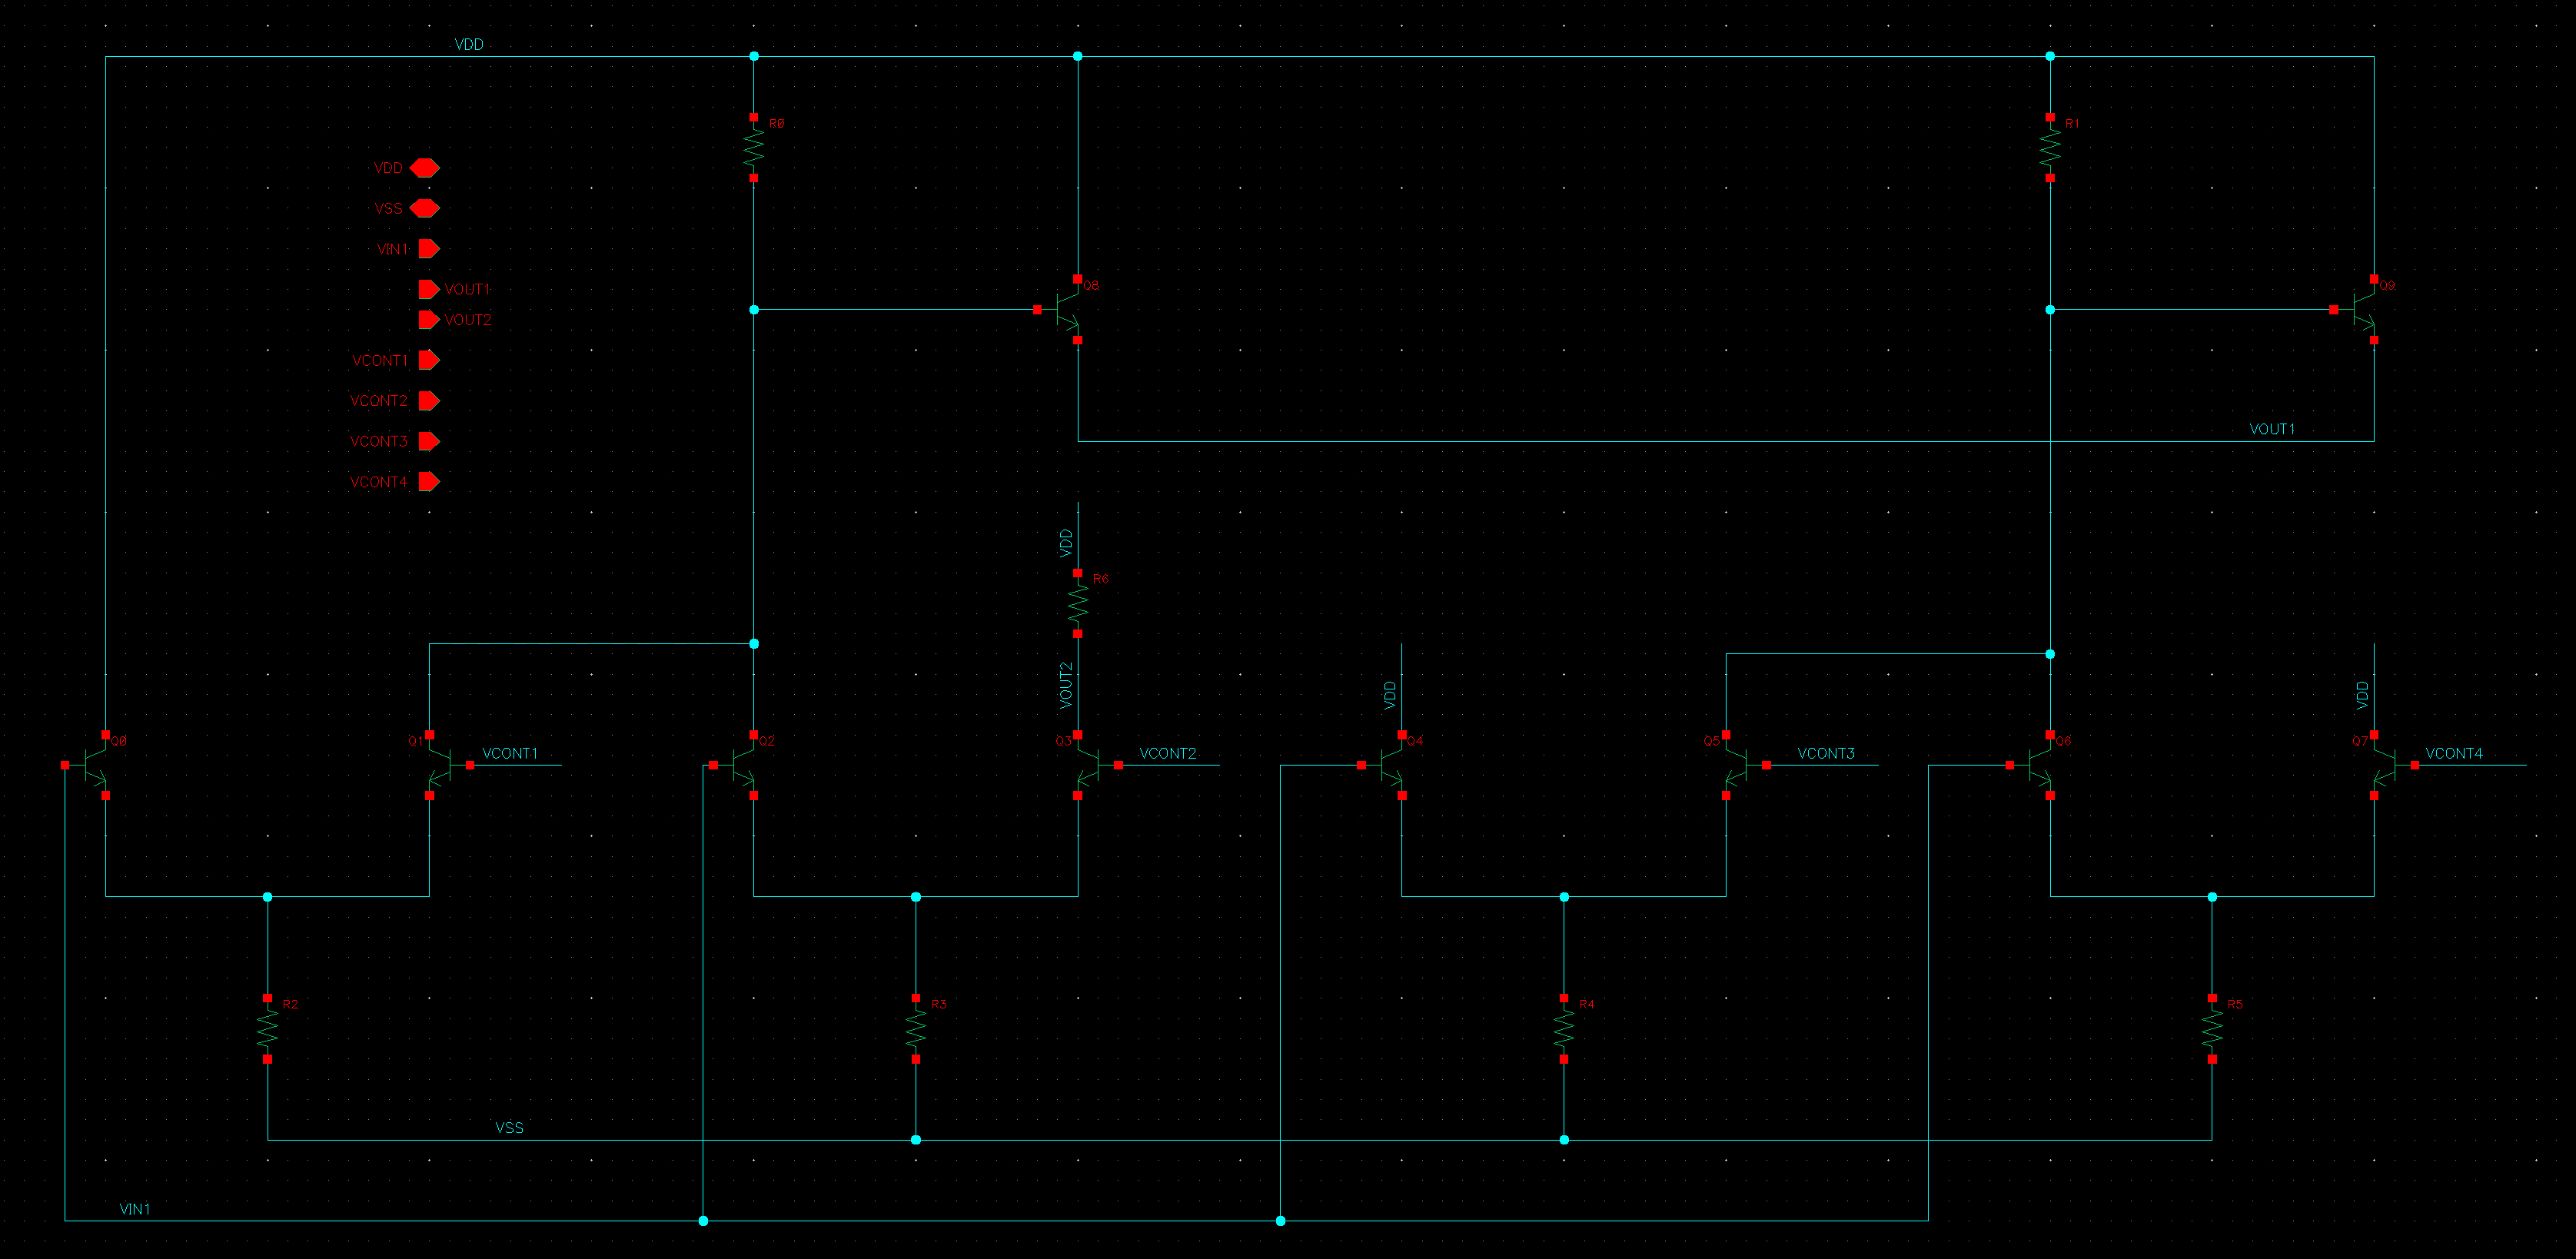 VDD
R0
R1
VDD
VSS
VIN1
VOUT1
VOUT2
VCONT1
VCONT2
VCONT3
VCONT4
Q8
Q9
VOUT1
VDD
R6
VOUT2
VDD
VDD
Q0
Q1
VCONT1
Q2
Q3
VCONT2
Q4
Q5
VCONT3
Q6
Q7
VCONT4
R2
R3
R4
R5
VSS
VIN1